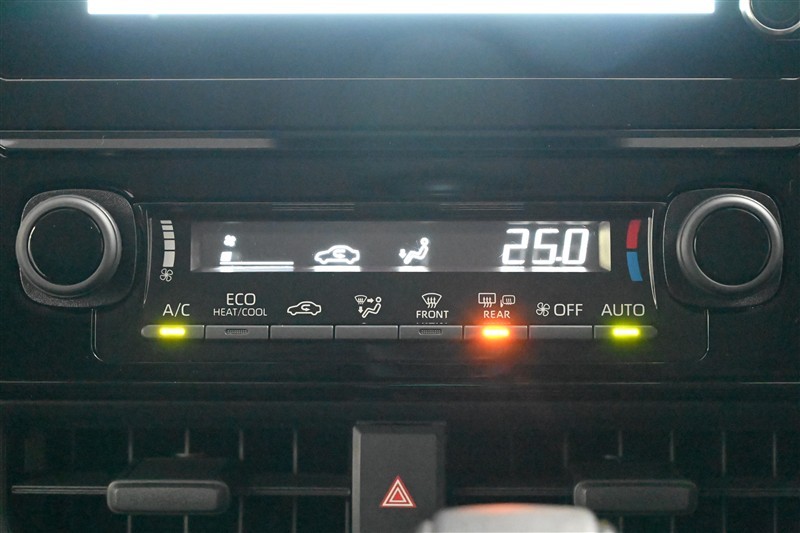 25.0
A/C
ECO
HEAT/COOL
FRONT
REAR
OFF
AUTO